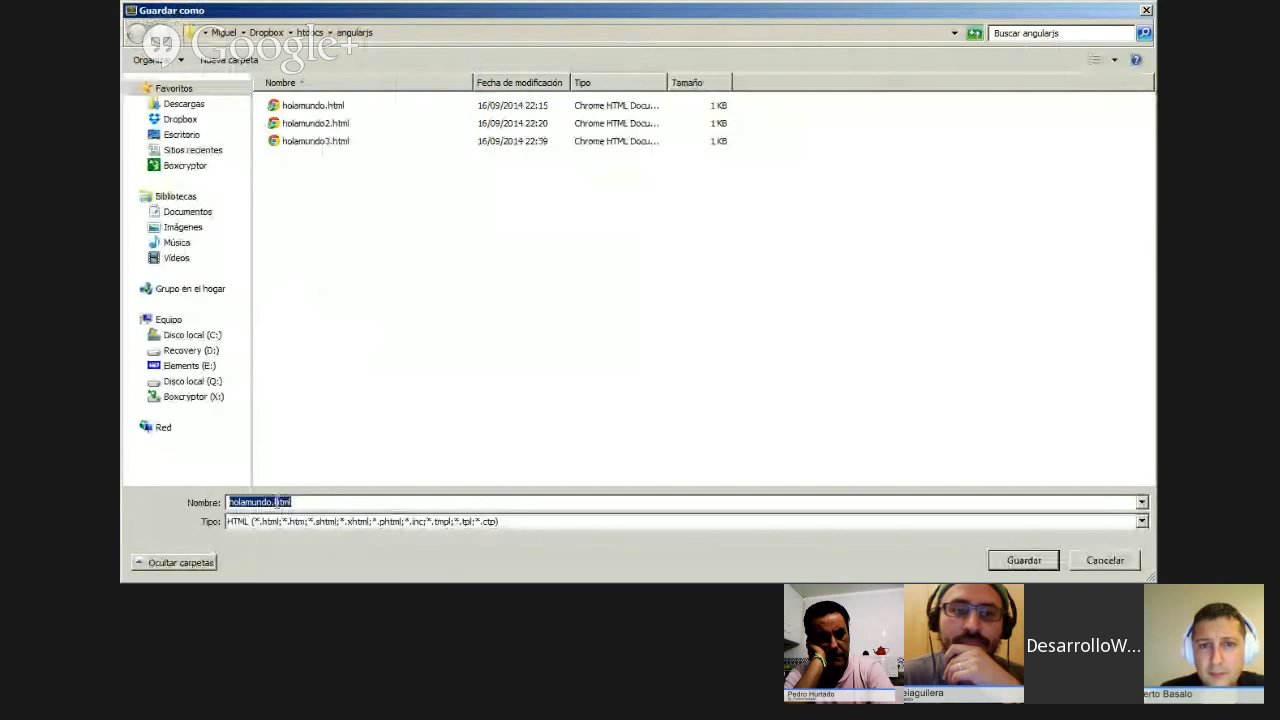 Guardar como
Miguel Dropbox htdocs angularjs
Buscar angularjs
Google+
Organizar
Nueva carpeta
Favoritos
Descargas
Dropbox
Escritorio
Sitios recientes
Boxcryptor
Bibliotecas
Documentos
Imágenes
Música
Vídeos
Grupo en el hogar
Equipo
Disco local (C:)
Recovery (D:)
Elements (E:)
Disco local (Q:)
Boxcryptor (X:)
Red
Nombre Fecha de modificación Tipo Tamaño
holamundo.html 16/09/2014 22:15 Chrome HTML Docu... 1 KB
holamundo2.html 16/09/2014 22:20 Chrome HTML Docu... 1 KB
holamundo3.html 16/09/2014 22:39 Chrome HTML Docu... 1 KB
Nombre: holamundo.html
Tipo: HTML (*.html;*.htm;*.shtml;*.xhtml;*.phtml;*.inc;*.tmpl;*.tpl;*.ctp)
Ocultar carpetas
Guardar
Cancelar
Pedro Hurtado
eiaguilera
DesarrolloW...
erto Basalo